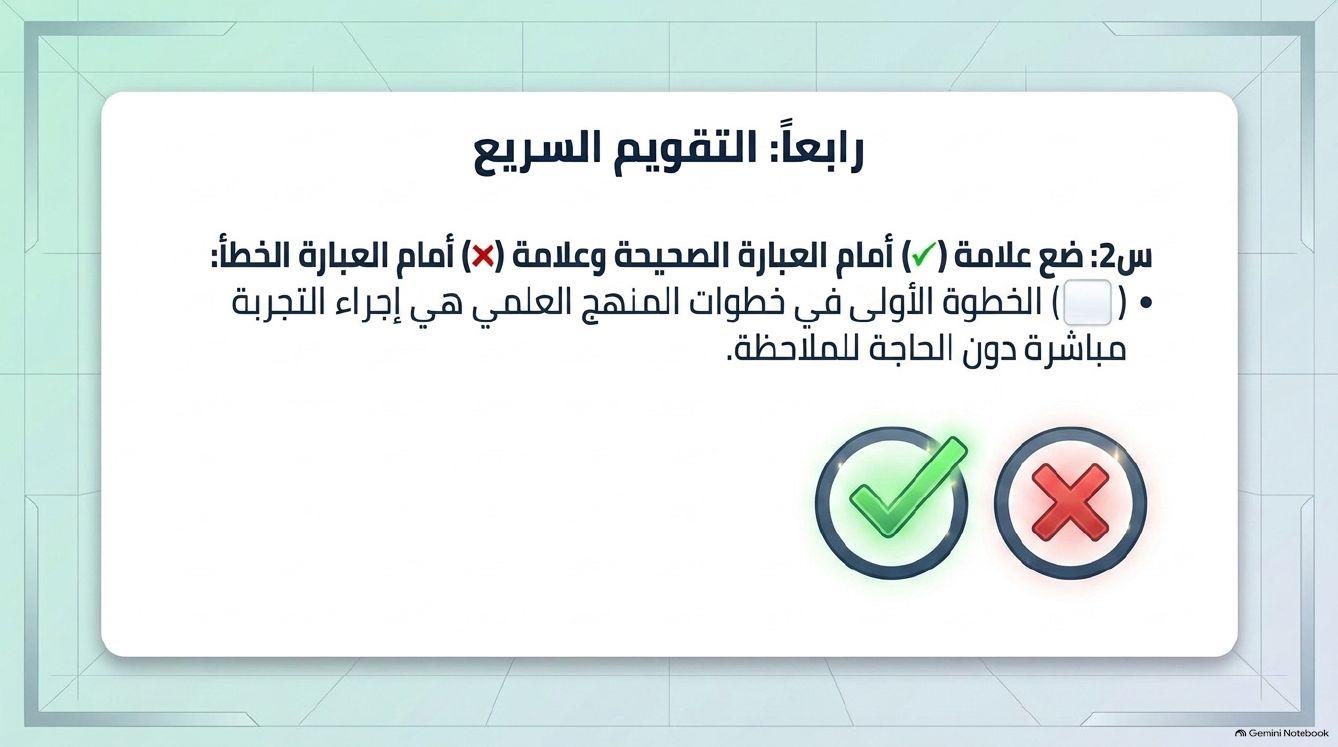 رابعاً: التقويم السريع
س2: ضع علامة (✓) أمام العبارة الصحيحة وعلامة (✗) أمام العبارة الخطأ:
• ( ) الخطوة الأولى في خطوات المنهج العلمي هي إجراء التجربة
مباشرة دون الحاجة للملاحظة.
Gemini Notebook